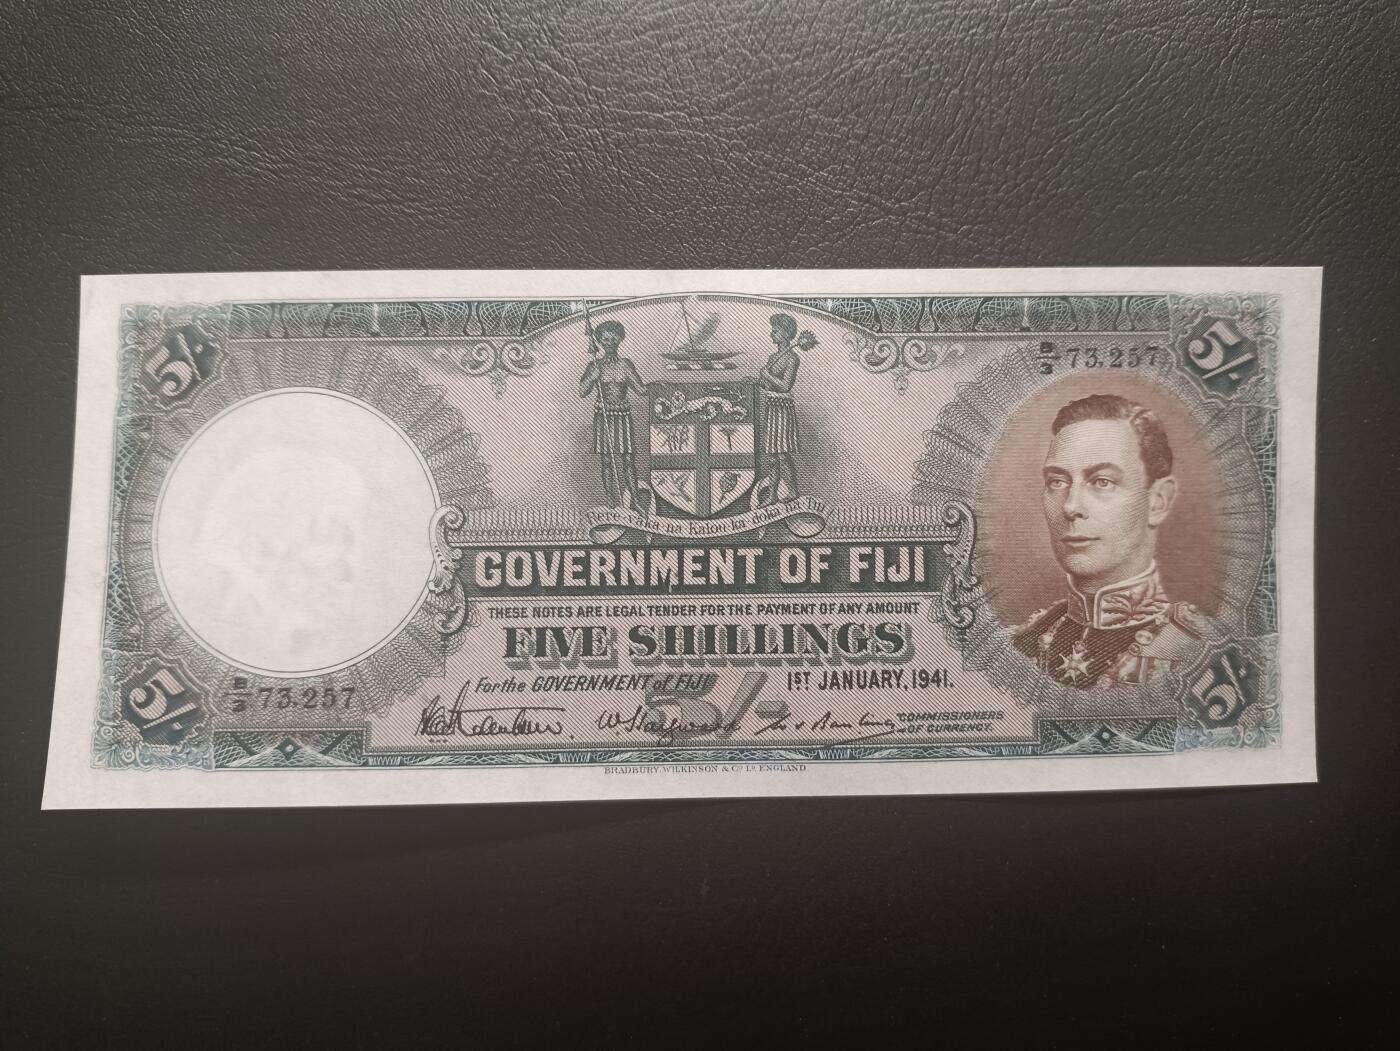 5/-
5/-
B/3 73,257
Rerevaka na Kalou ka doka na Tui
GOVERNMENT OF FIJI
THESE NOTES ARE LEGAL TENDER FOR THE PAYMENT OF ANY AMOUNT
FIVE SHILLINGS
For the GOVERNMENT of FIJI
1ST JANUARY, 1941.
5/-
B/3 73,257
5/-
5/-
COMMISSIONERS
OF CURRENCY.
BRADBURY, WILKINSON & Co. Ld. ENGLAND